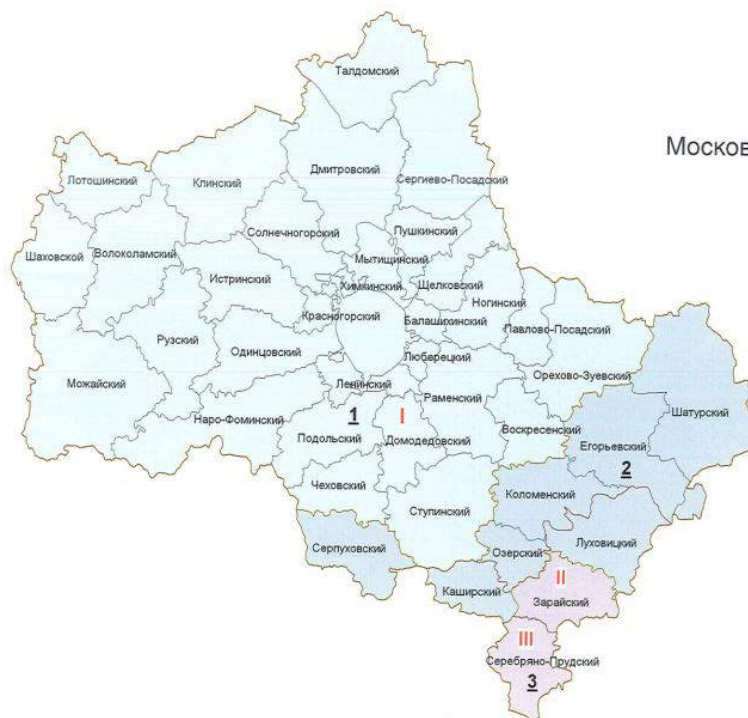 Талдомский
Москов
Дмитровский
Лотошинский
Клинский
Сергиево-Посадский
Пушкинский
Солнечногорский
Шаховской
Волоколамский
Мытищинский
Истринский
Химкинский
Щелковский
Ногинский
Красногорский
Балашихинский
Павлово-Посадский
Рузский
Одинцовский
Люберецкий
Орехово-Зуевский
Можайский
Ленинский
Раменский
Шатурский
Наро-Фоминский
1
I
Воскресенский
Подольский
Домодедовский
Егорьевский
2
Чеховский
Коломенский
Ступинский
Серпуховский
Озерский
Луховицкий
Каширский
II
Зарайский
III
Серебряно-Прудский
3